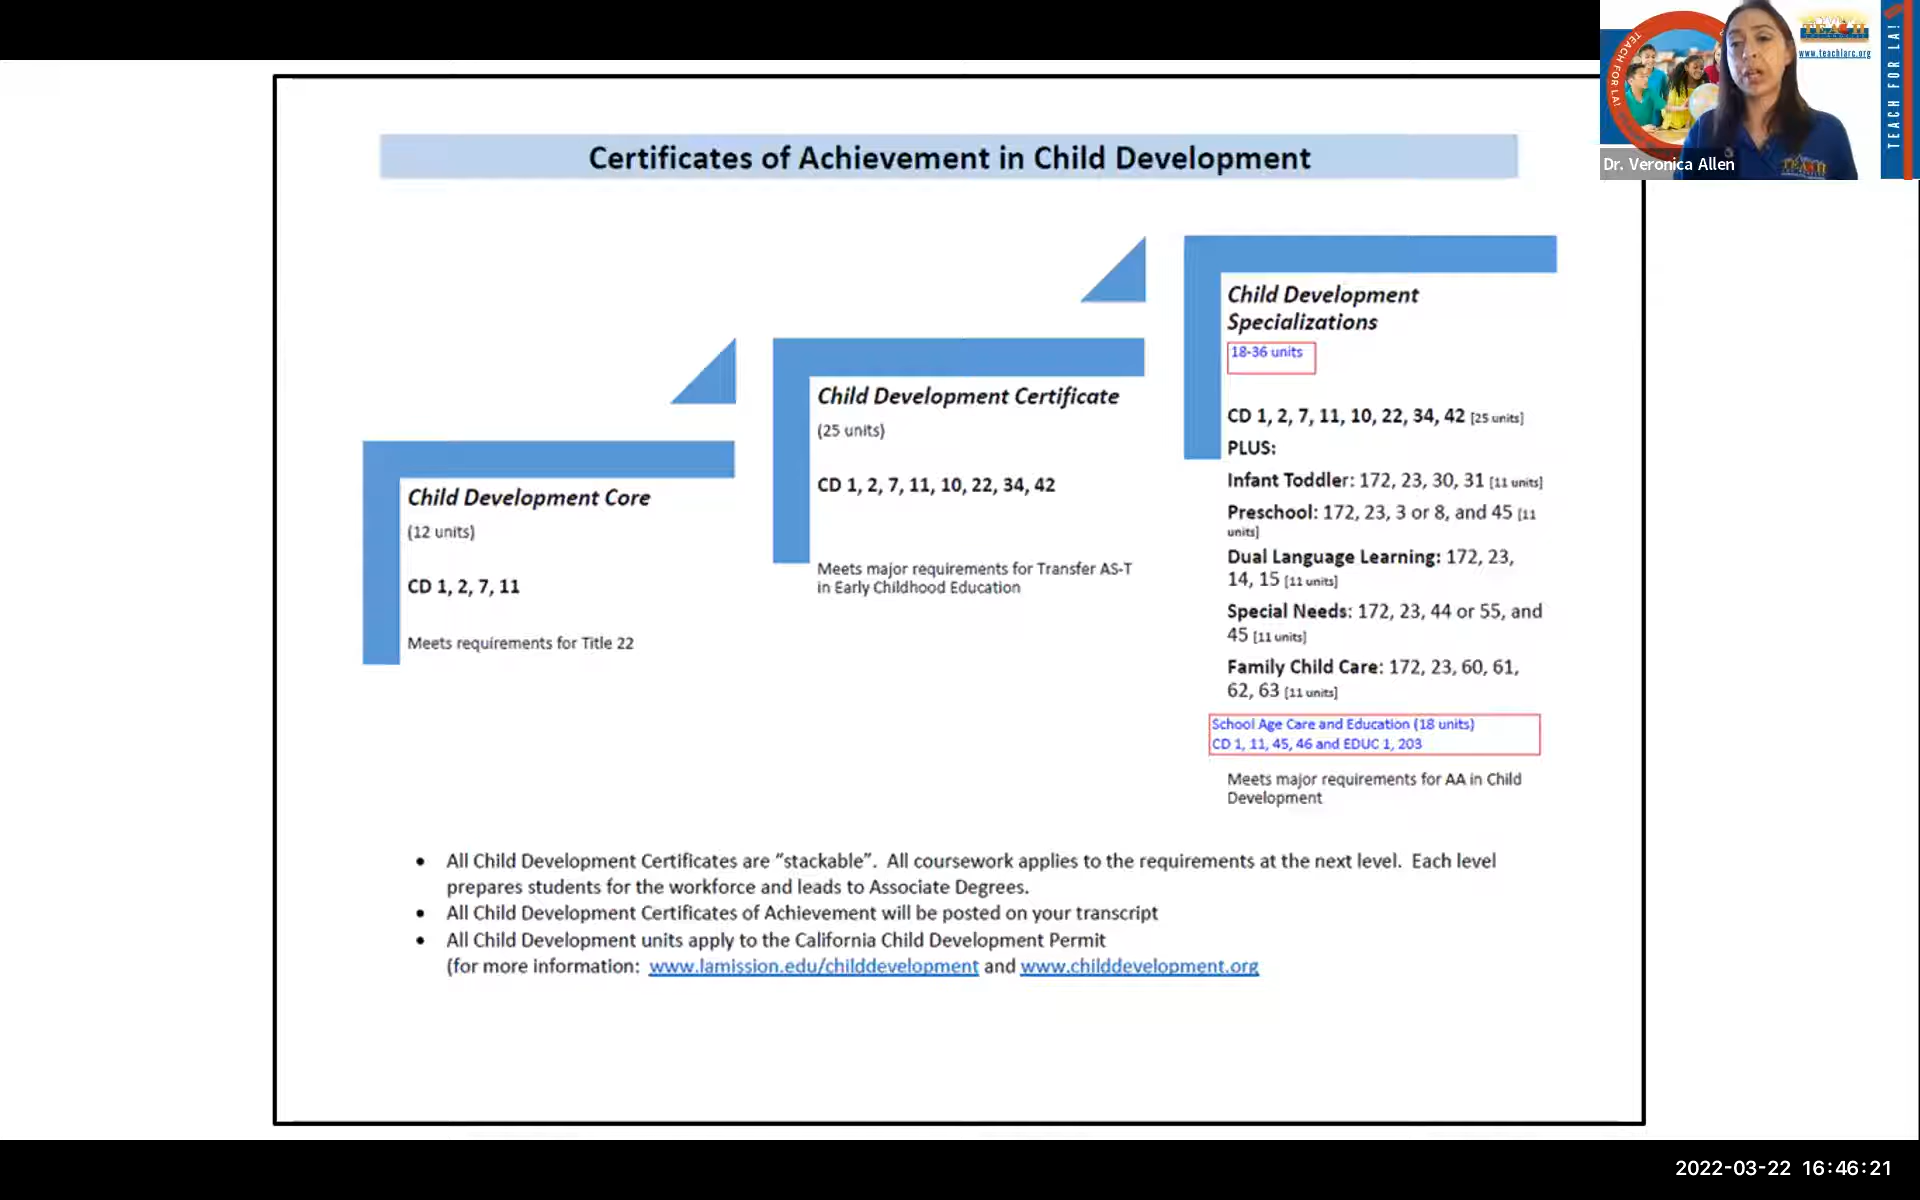 Certificates of Achievement in Child Development
Child Development Core
(12 units)
CD 1, 2, 7, 11
Meets requirements for Title 22
Child Development Certificate
(25 units)
CD 1, 2, 7, 11, 10, 22, 34, 42
Meets major requirements for Transfer AS-T
in Early Childhood Education
Child Development
Specializations
18-36 units
CD 1, 2, 7, 11, 10, 22, 34, 42 [25 units]
PLUS:
Infant Toddler: 172, 23, 30, 31 [11 units]
Preschool: 172, 23, 3 or 8, and 45 [11
units]
Dual Language Learning: 172, 23,
14, 15 [11 units]
Special Needs: 172, 23, 44 or 55, and
45 [11 units]
Family Child Care: 172, 23, 60, 61,
62, 63 [11 units]
School Age Care and Education (18 units)
CD 1, 11, 45, 46 and EDUC 1, 203
Meets major requirements for AA in Child
Development
• All Child Development Certificates are “stackable”. All coursework applies to the requirements at the next level. Each level
prepares students for the workforce and leads to Associate Degrees.
• All Child Development Certificates of Achievement will be posted on your transcript
• All Child Development units apply to the California Child Development Permit
(for more information: www.lamission.edu/childdevelopment and www.childdevelopment.org
TEACH FOR LA!
TEACH
www.teachlarc.org
TEACH FOR LA!
TEACH
Dr. Veronica Allen
2022-03-22 16:46:21